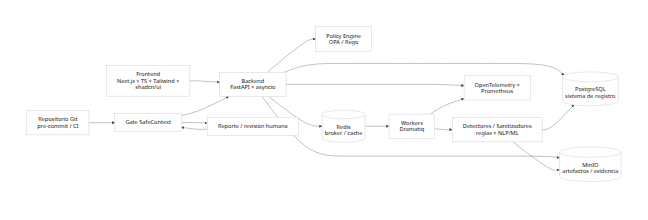 Policy Engine
OPA / Rego
Frontend
Next.js + TS + Tailwind +
shadcn/ui
Backend
FastAPI + asyncio
OpenTelemetry +
Prometheus
PostgreSQL
sistema de registro
Repositorio Git
pre-commit / CI
Gate SafeContext
Reporte / revisión humana
Redis
broker / cache
Workers
Dramatiq
Detectores / Sanitizadores
reglas + NLP/ML
MinIO
artefactos / evidencia